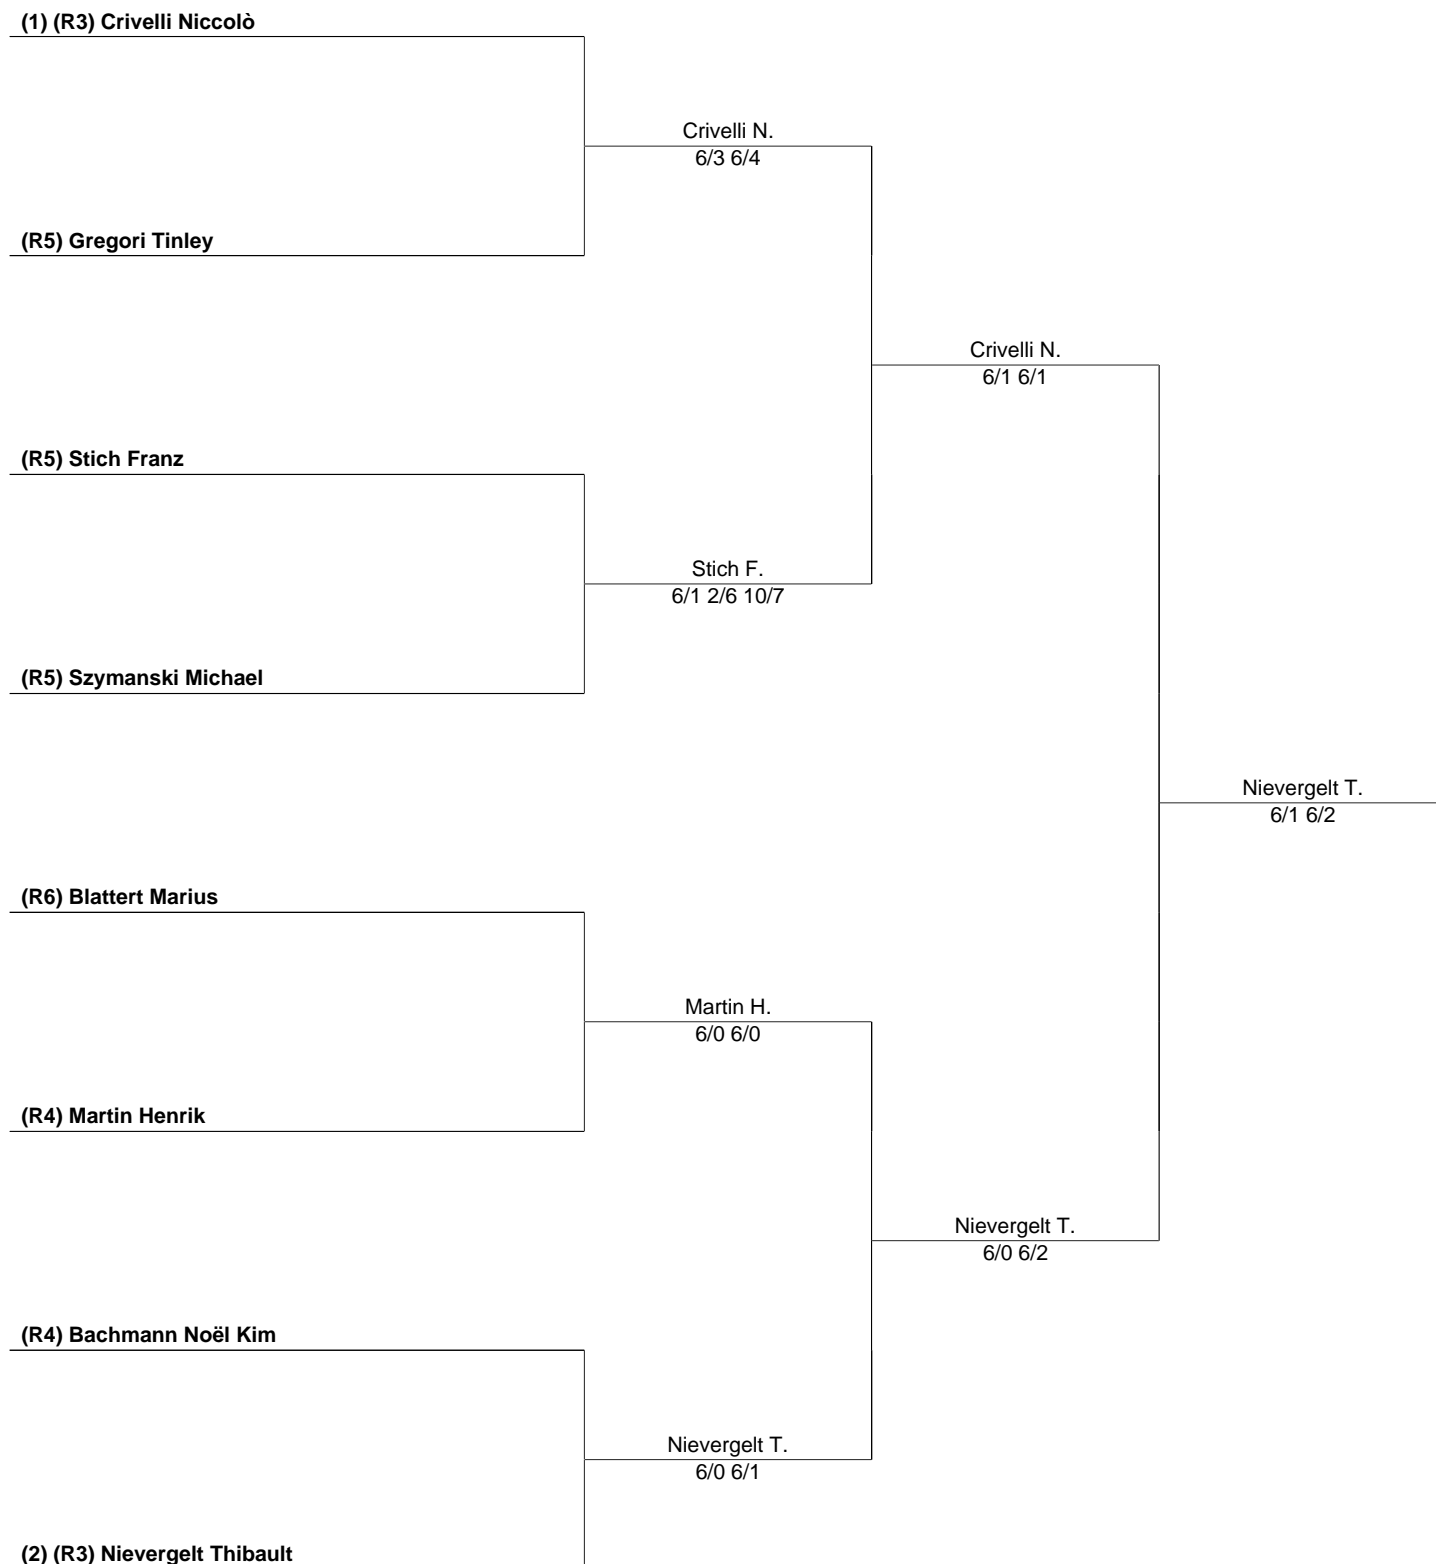 (1) (R3) Crivelli Niccolò
Crivelli N.
6/3 6/4
(R5) Gregori Tinley
Crivelli N.
6/1 6/1
(R5) Stich Franz
Stich F.
6/1 2/6 10/7
(R5) Szymanski Michael
Nievergelt T.
6/1 6/2
(R6) Blattert Marius
Martin H.
6/0 6/0
(R4) Martin Henrik
Nievergelt T.
6/0 6/2
(R4) Bachmann Noël Kim
Nievergelt T.
6/0 6/1
(2) (R3) Nievergelt Thibault